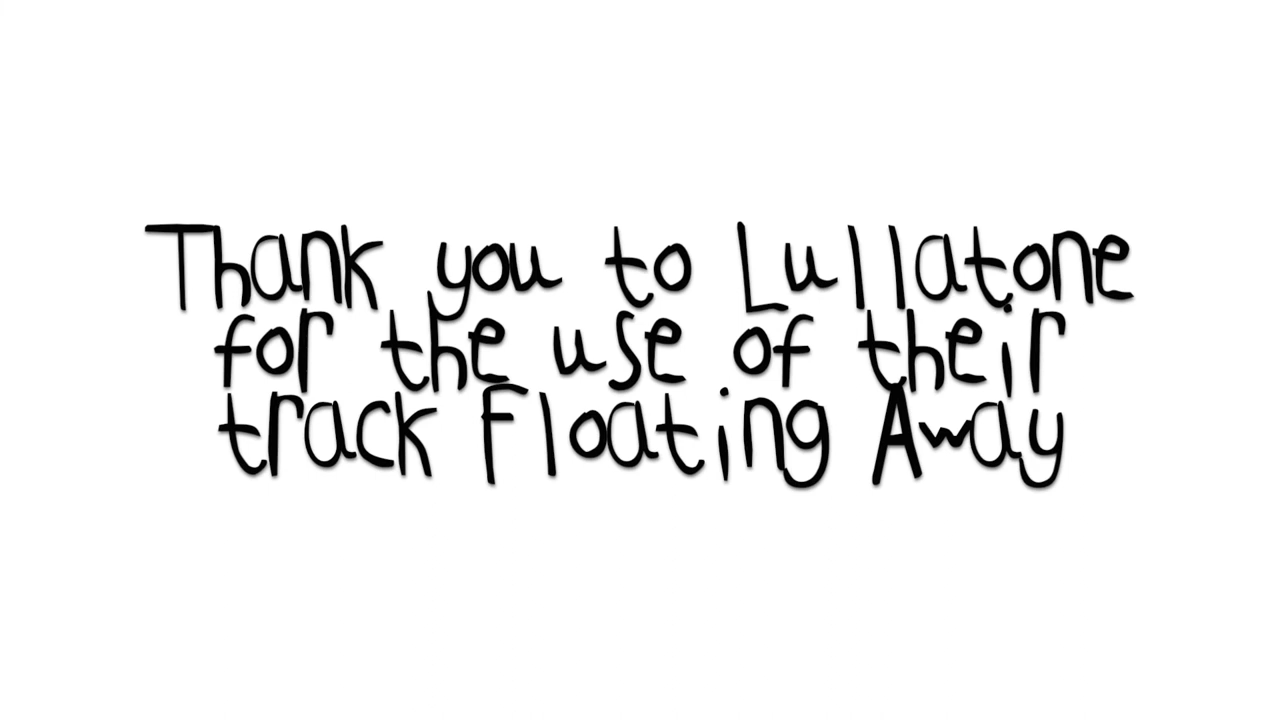 Thank you to Lullatone
for the use of their
track Floating Away